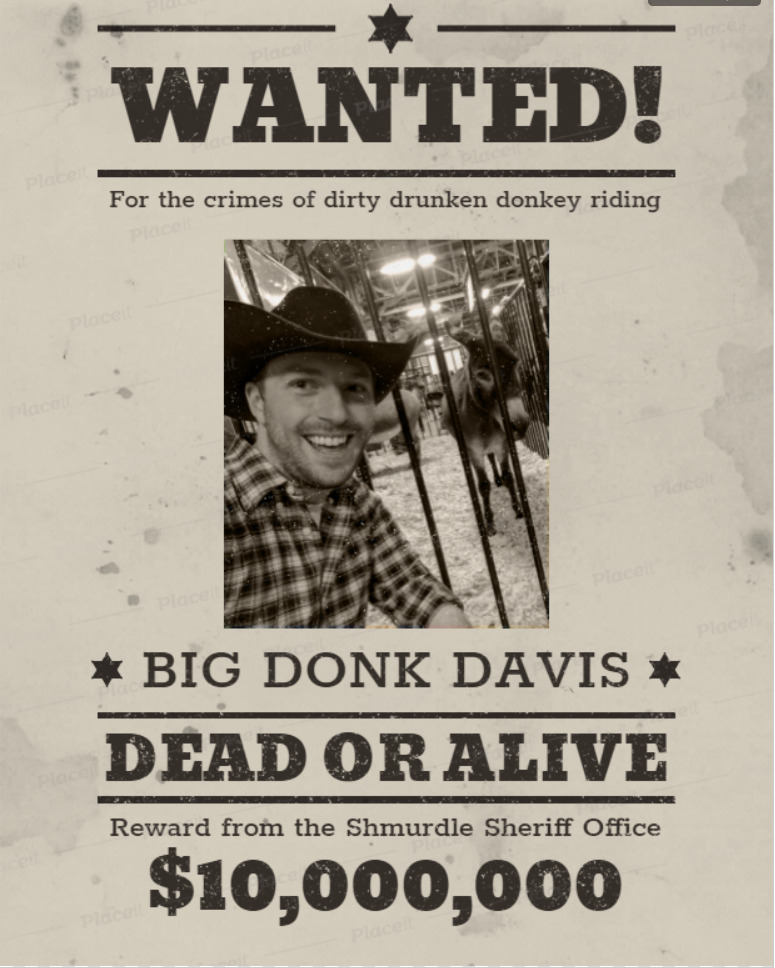 WANTED!
For the crimes of dirty drunken donkey riding
BIG DONK DAVIS
DEAD OR ALIVE
Reward from the Shmurdle Sheriff Office
$10,000,000
Placeit